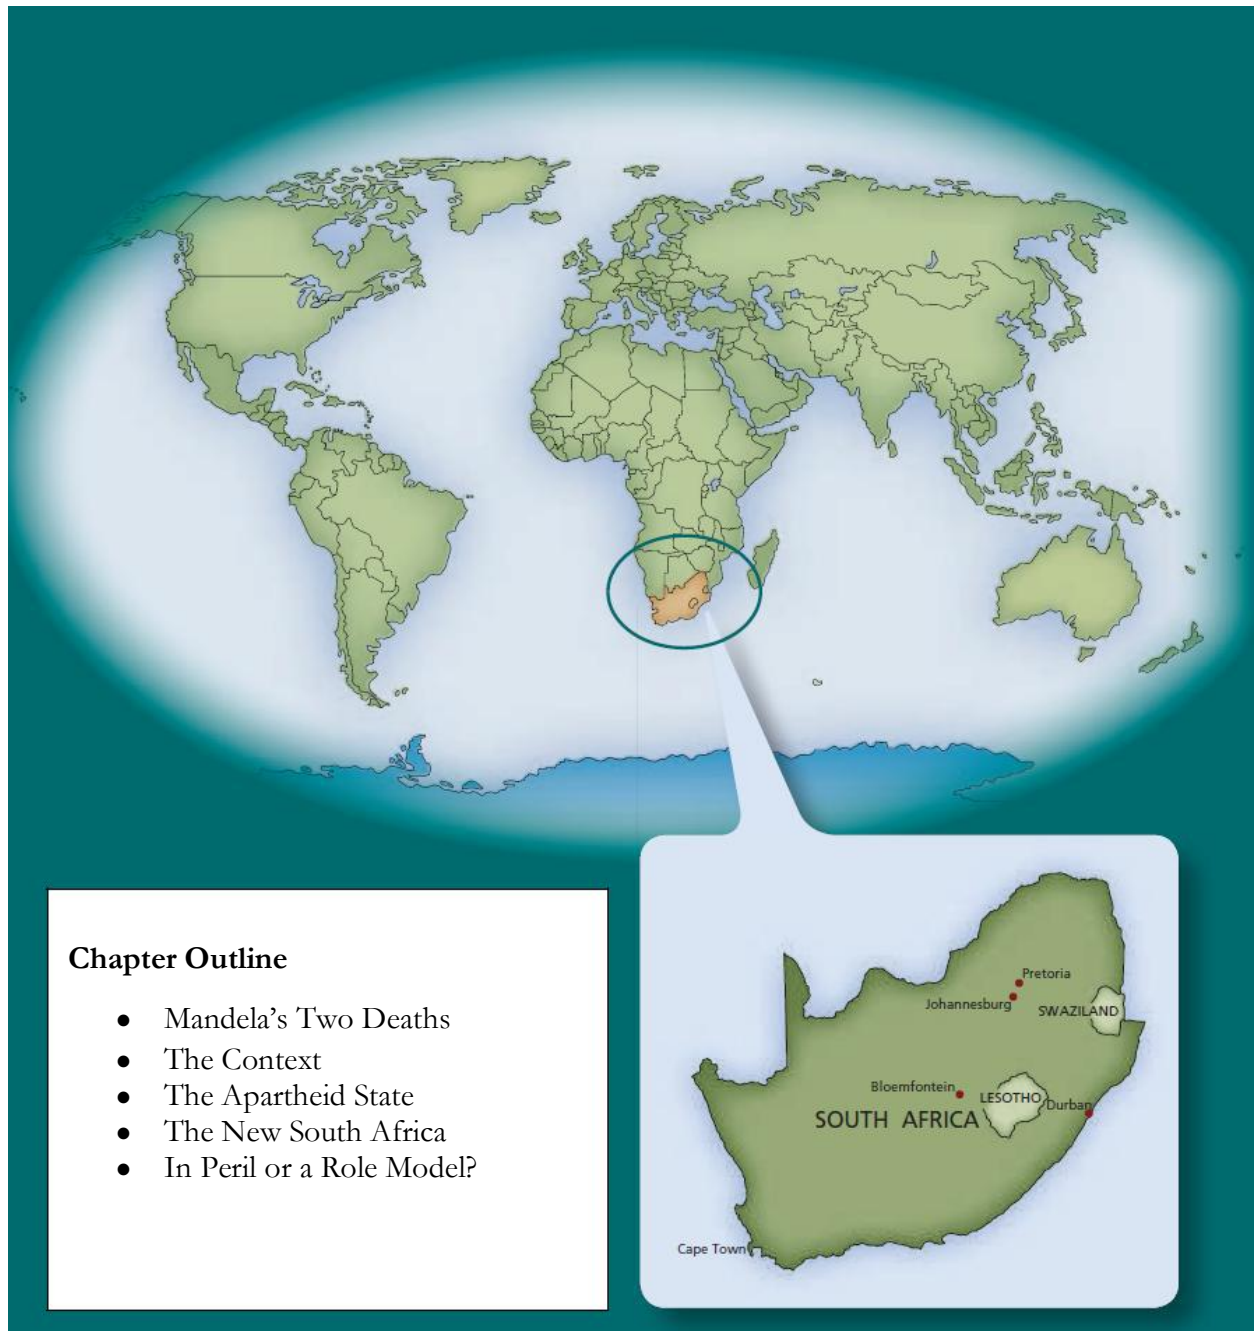 Chapter Outline
● Mandela’s Two Deaths
● The Context
● The Apartheid State
● The New South Africa
● In Peril or a Role Model?
Pretoria
Johannesburg
SWAZILAND
Bloemfontein
LESOTHO
Durban
SOUTH AFRICA
Cape Town